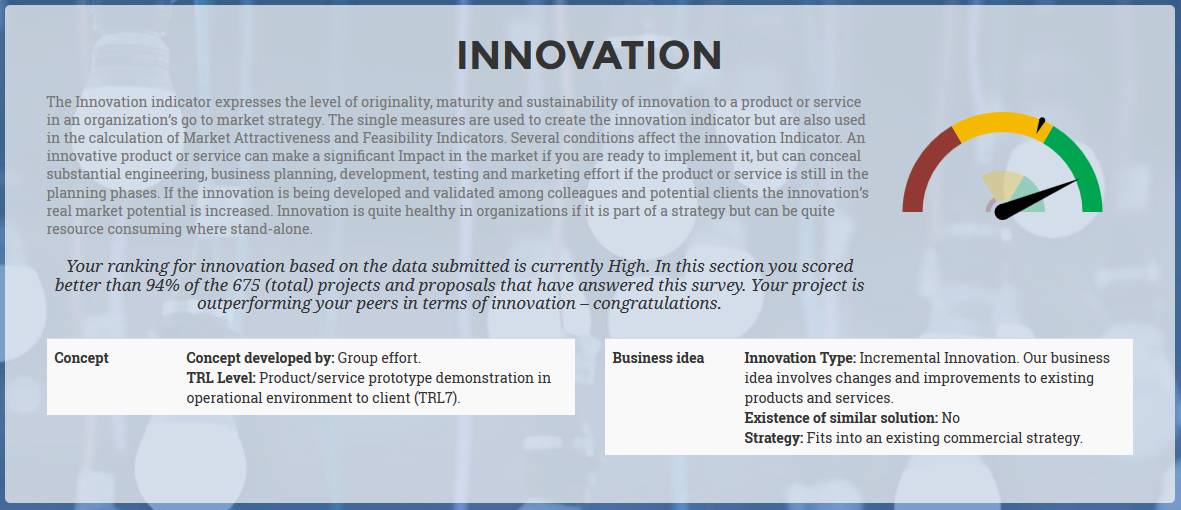 INNOVATION
The Innovation indicator expresses the level of originality, maturity and sustainability of innovation to a product or service
in an organization's go to market strategy. The single measures are used to create the innovation indicator but are also used
in the calculation of Market Attractiveness and Feasibility Indicators. Several conditions affect the innovation Indicator. An
innovative product or service can make a significant Impact in the market if you are ready to implement it, but can conceal
substantial engineering, business planning, development, testing and marketing effort if the product or service is still in the
planning phases. If the innovation is being developed and validated among colleagues and potential clients the innovation's
real market potential is increased. Innovation is quite healthy in organizations if it is part of a strategy but can be quite
resource consuming where stand-alone.
Your ranking for innovation based on the data submitted is currently High. In this section you scored
better than 94% of the 675 (total) projects and proposals that have answered this survey. Your project is
outperforming your peers in terms of innovation – congratulations.
Concept
Concept developed by: Group effort.
TRL Level: Product/service prototype demonstration in
operational environment to client (TRL7).
Business idea
Innovation Type: Incremental Innovation. Our business
idea involves changes and improvements to existing
products and services.
Existence of similar solution: No
Strategy: Fits into an existing commercial strategy.